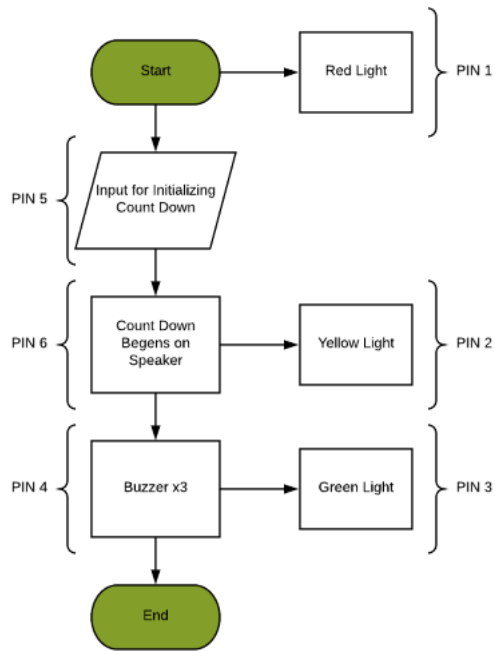 Start
Red Light
PIN 1
PIN 5
Input for Initializing
Count Down
PIN 6
Count Down
Begens on
Speaker
Yellow Light
PIN 2
PIN 4
Buzzer x3
Green Light
PIN 3
End